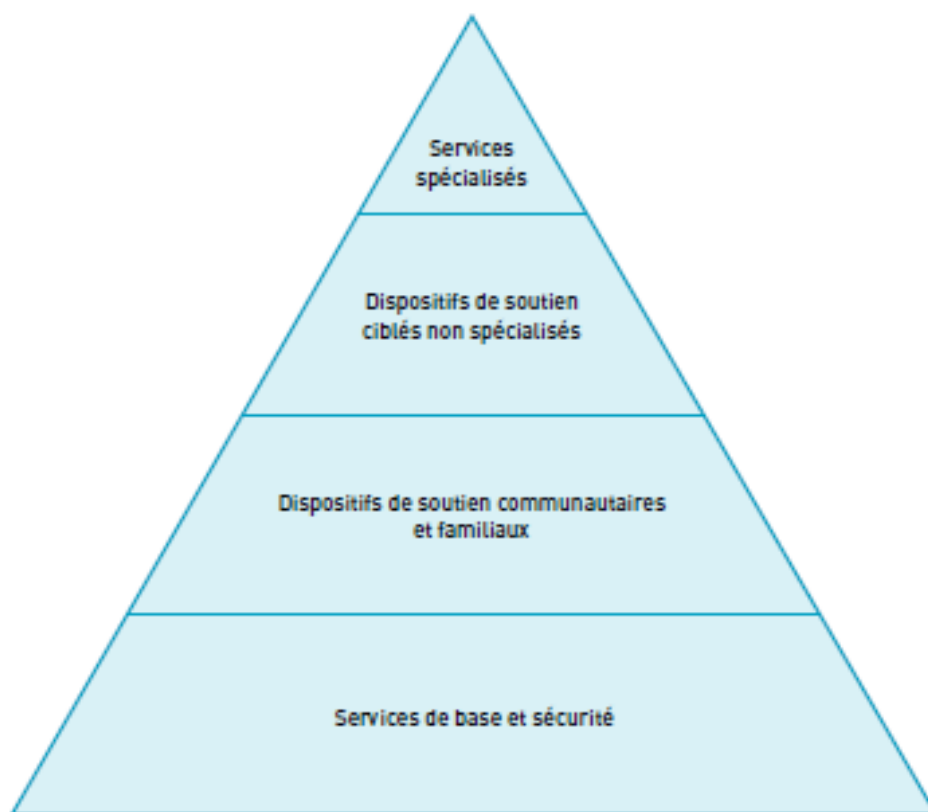 Services
spécialisés
Dispositifs de soutien
ciblés non spécialisés
Dispositifs de soutien communautaires
et familiaux
Services de base et sécurité